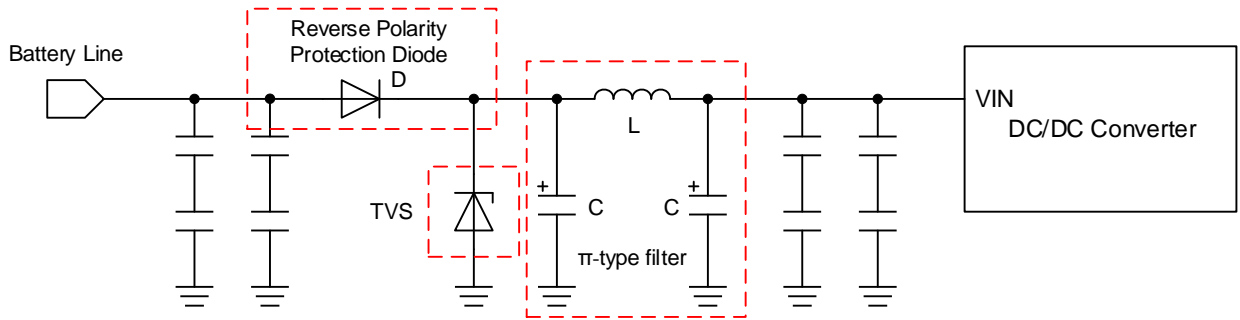 Reverse Polarity
Protection Diode
Battery Line
D
VIN
DC/DC Converter
L
TVS
+
C
C
+
π-type filter